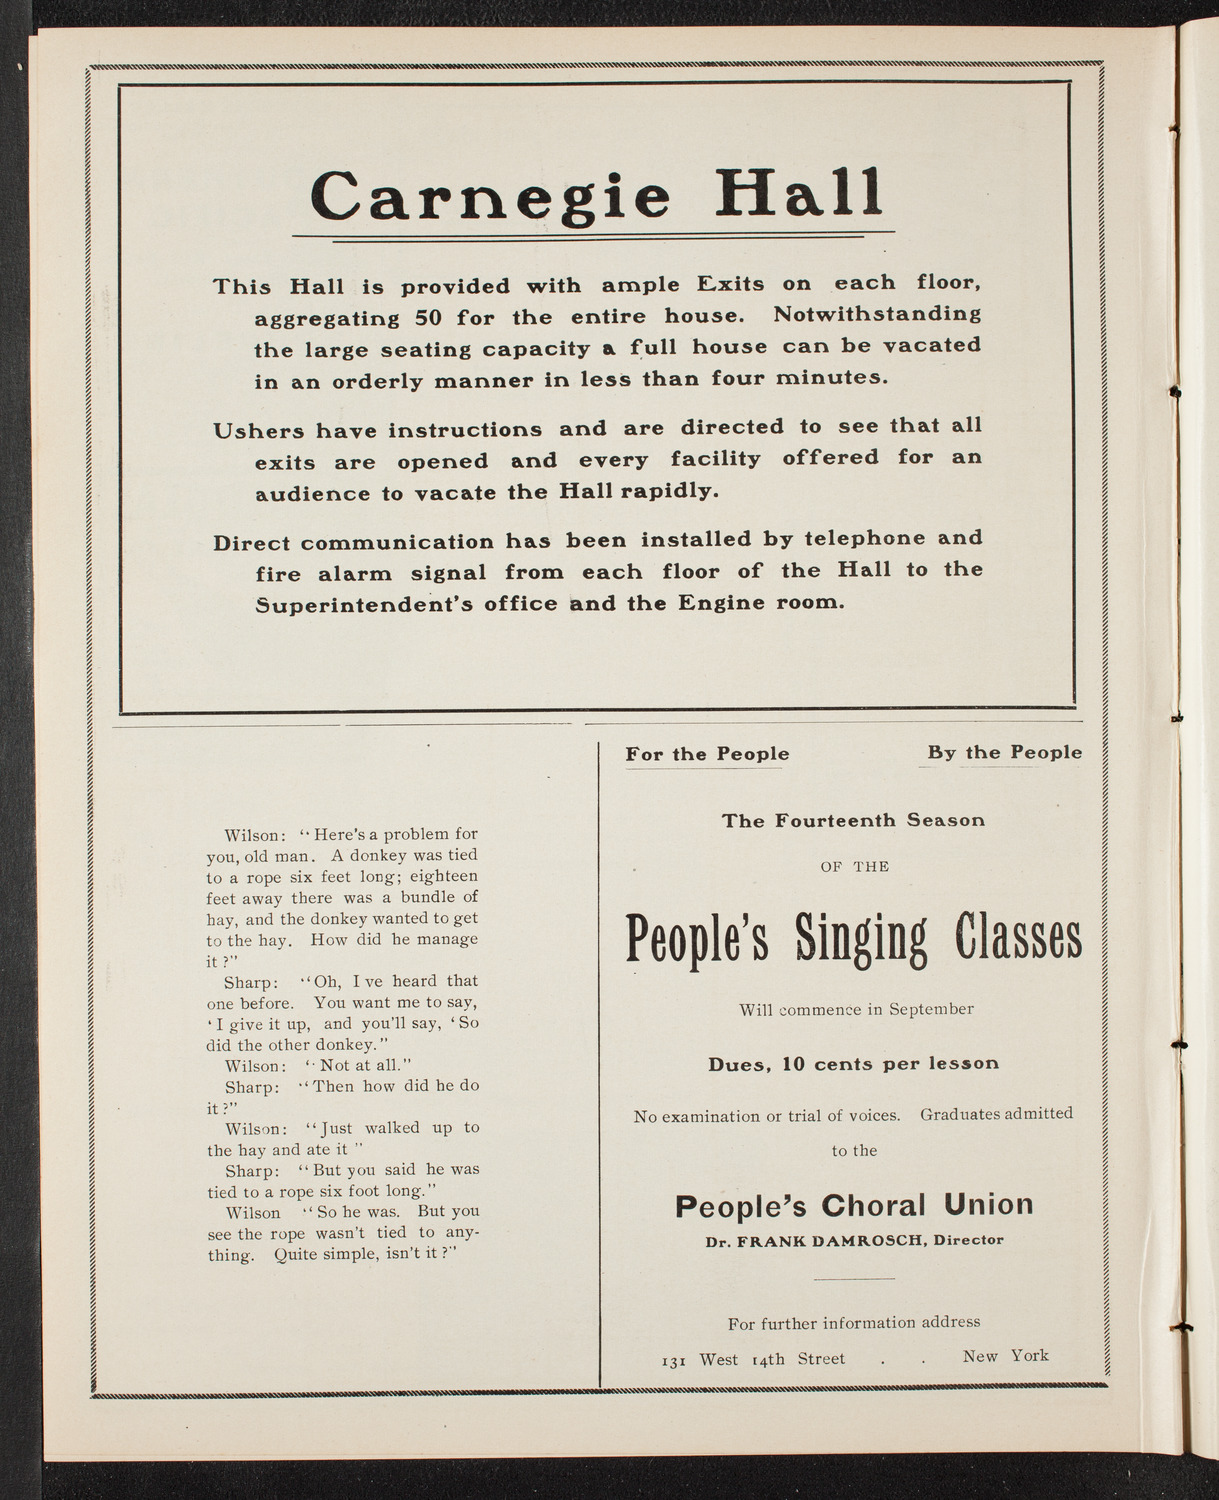 Carnegie Hall
This Hall is provided with ample Exits on each floor,
aggregating 50 for the entire house. Notwithstanding
the large seating capacity a full house can be vacated
in an orderly manner in less than four minutes.
Ushers have instructions and are directed to see that all
exits are opened and every facility offered for an
audience to vacate the Hall rapidly.
Direct communication has been installed by telephone and
fire alarm signal from each floor of the Hall to the
Superintendent's office and the Engine room.
Wilson: "Here's a problem for
you, old man. A donkey was tied
to a rope six feet long; eighteen
feet away there was a bundle of
hay, and the donkey wanted to get
to the hay. How did he manage
it?"
Sharp: "Oh, I ve heard that
one before. You want me to say,
'I give it up, and you'll say, 'So
did the other donkey."
Wilson: "Not at all."
Sharp: "Then how did he do
it?"
Wilson: "Just walked up to
the hay and ate it "
Sharp: "But you said he was
tied to a rope six foot long."
Wilson "So he was. But you
see the rope wasn't tied to any-
thing. Quite simple, isn't it?"
For the People By the People
The Fourteenth Season
OF THE
People's Singing Classes
Will commence in September
Dues, 10 cents per lesson
No examination or trial of voices. Graduates admitted
to the
People's Choral Union
Dr. FRANK DAMROSCH, Director
For further information address
131 West 14th Street . . New York